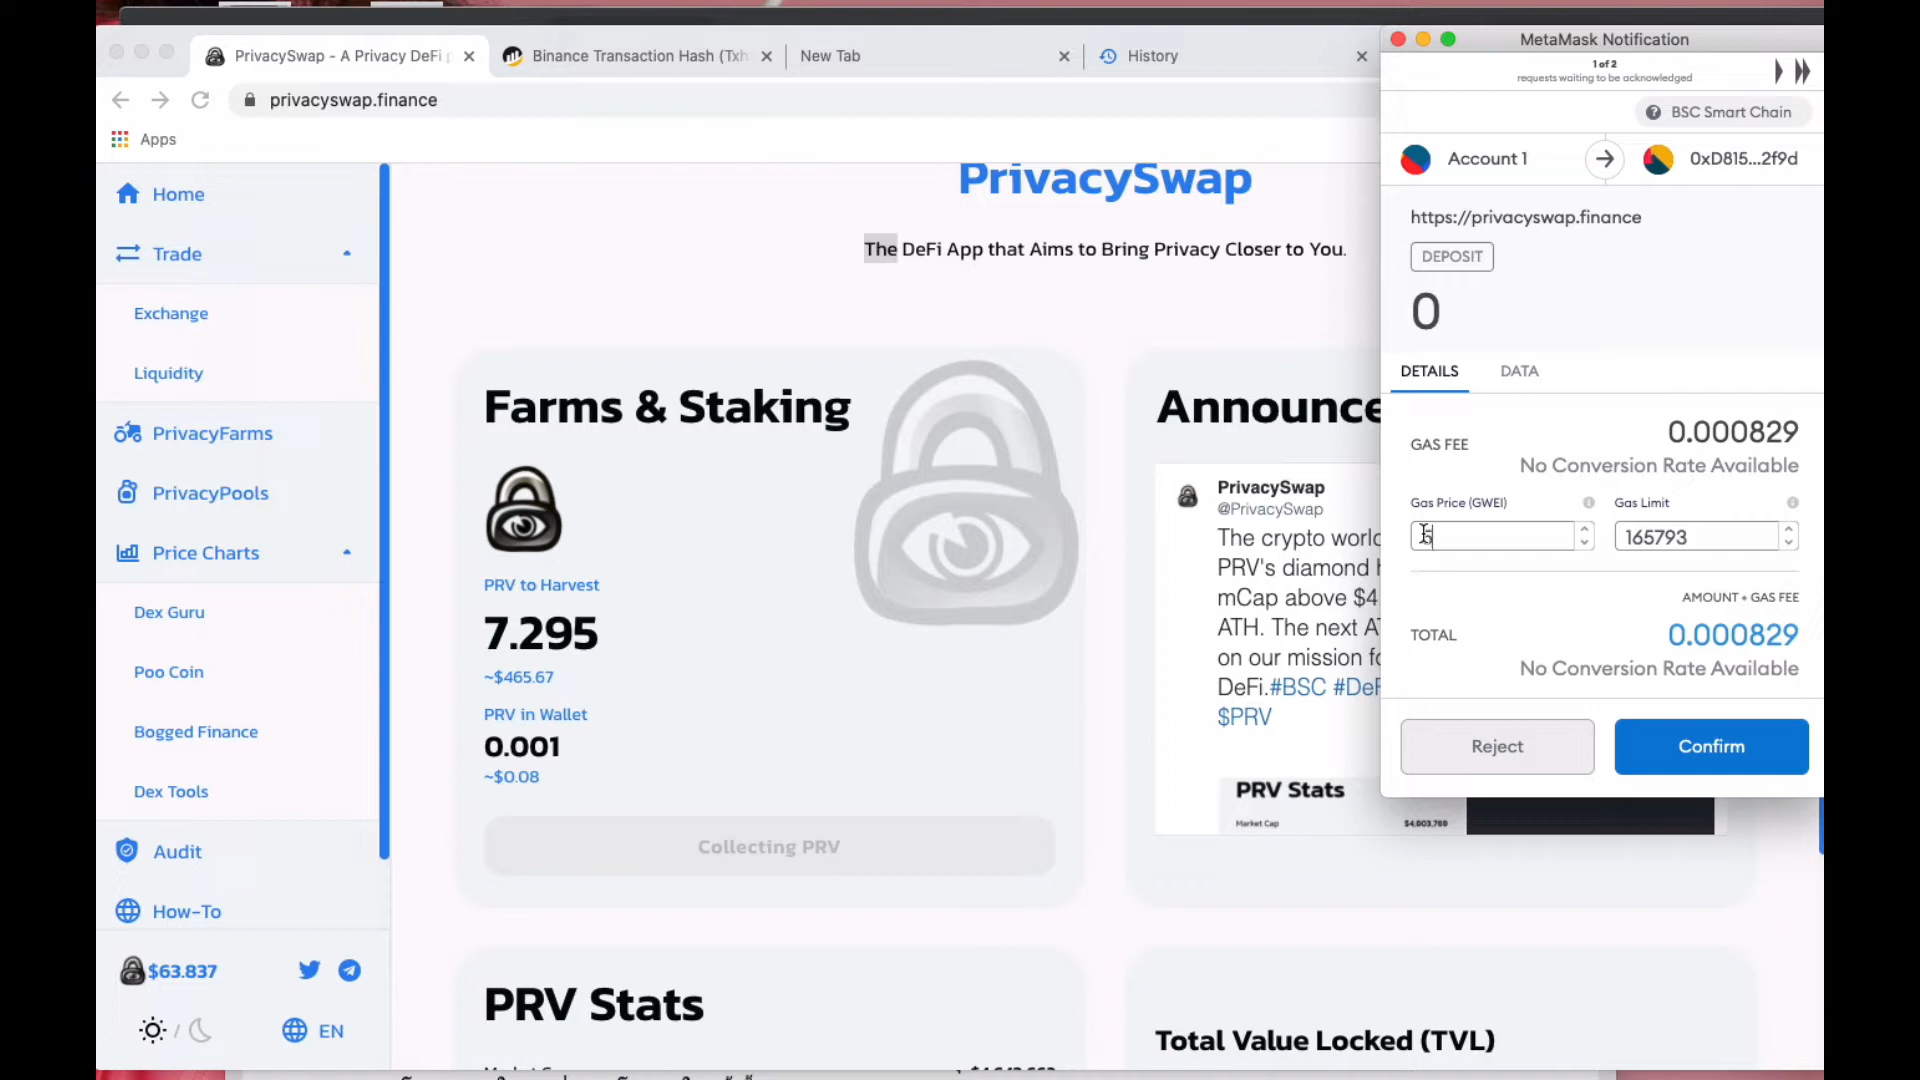 PrivacySwap - A Privacy DeFi
Binance Transaction Hash (Txh
New Tab
History
MetaMask Notification
1 of 2
requests waiting to be acknowledged
privacyswap.finance
BSC Smart Chain
Apps
Account 1
0xD815...2f9d
Home
Trade
Exchange
Liquidity
PrivacyFarms
PrivacyPools
Price Charts
Dex Guru
Poo Coin
Bogged Finance
Dex Tools
Audit
How-To
$63.837
EN
PrivacySwap
The DeFi App that Aims to Bring Privacy Closer to You.
Farms & Staking
PRV to Harvest
7.295
~$465.67
PRV in Wallet
0.001
~$0.08
Collecting PRV
PRV Stats
Announce
PrivacySwap
@PrivacySwap
The crypto world
PRV's diamond
mCap above $4
ATH. The next
on our mission
DeFi.#BSC #DeF
$PRV
PRV Stats
Market Cap
$4,803,769
Total Value Locked (TVL)
https://privacyswap.finance
DEPOSIT
0
DETAILS
DATA
GAS FEE
0.000829
No Conversion Rate Available
Gas Price (GWEI)
Gas Limit
5
165793
AMOUNT + GAS FEE
TOTAL
0.000829
No Conversion Rate Available
Reject
Confirm